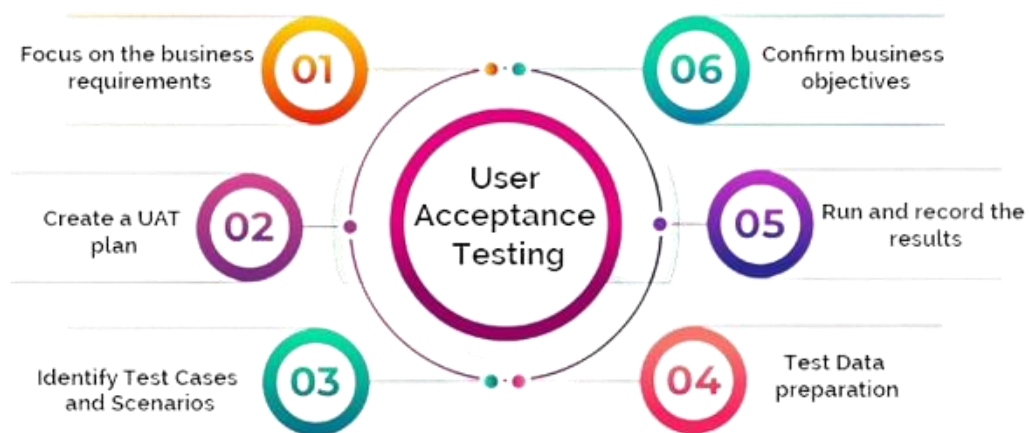 01
Focus on the business
requirements
02
Create a UAT
plan
03
Identify Test Cases
and Scenarios
User
Acceptance
Testing
06
Confirm business
objectives
05
Run and record the
results
04
Test Data
preparation